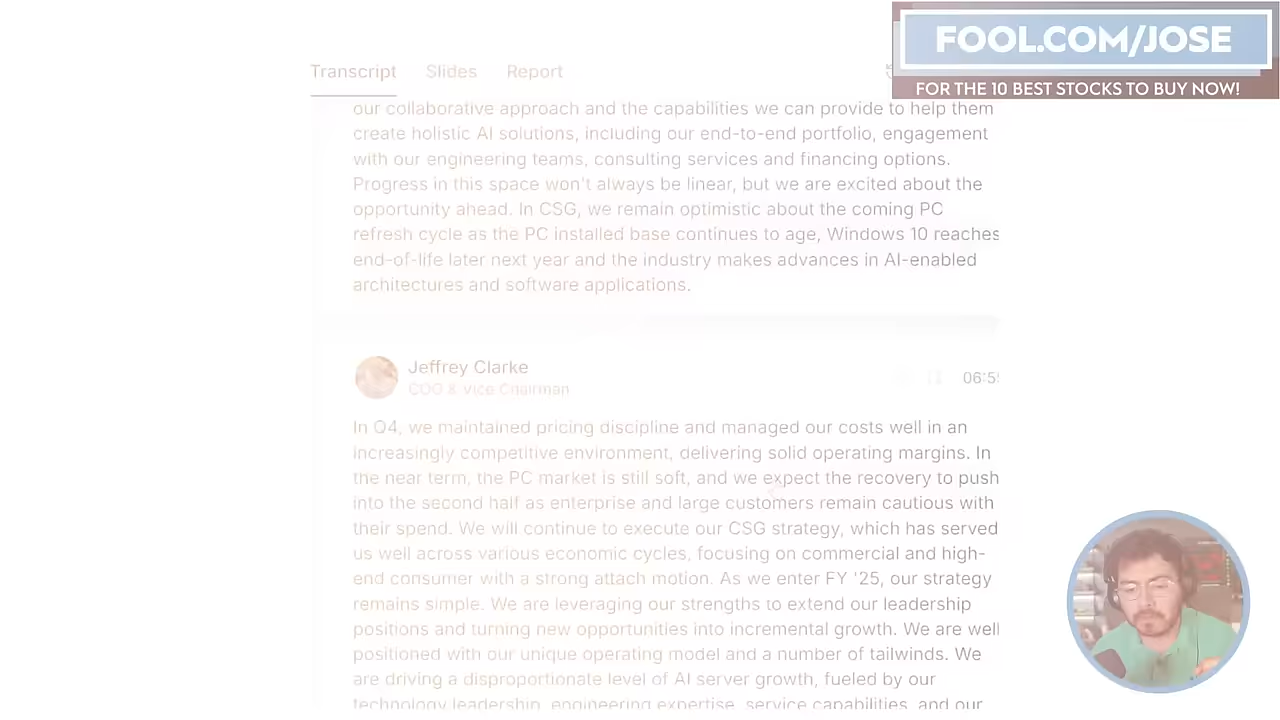 FOOL.COM/JOSE
FOR THE 10 BEST STOCKS TO BUY NOW!
Transcript Slides Report
our collaborative approach and the capabilities we can provide to help them
create holistic AI solutions, including our end-to-end portfolio, engagement
with our engineering teams, consulting services and financing options.
Progress in this space won't always be linear, but we are excited about the
opportunity ahead. In CSG, we remain optimistic about the coming PC
refresh cycle as the PC installed base continues to age, Windows 10 reaches
end-of-life later next year and the industry makes advances in AI-enabled
architectures and software applications.
Jeffrey Clarke
COO & Vice Chairman
In Q4, we maintained pricing discipline and managed our costs well in an
increasingly competitive environment, delivering solid operating margins. In
the near term, the PC market is still soft, and we expect the recovery to push
into the second half as enterprise and large customers remain cautious with
their spend. We will continue to execute our CSG strategy, which has served
us well across various economic cycles, focusing on commercial and high-
end consumer with a strong attach motion. As we enter FY '25, our strategy
remains simple. We are leveraging our strengths to extend our leadership
positions and turning new opportunities into incremental growth. We are well
positioned with our unique operating model and a number of tailwinds. We
are driving a disproportionate level of AI server growth, fueled by our
technology leadership, engineering expertise, service capabilities, and our